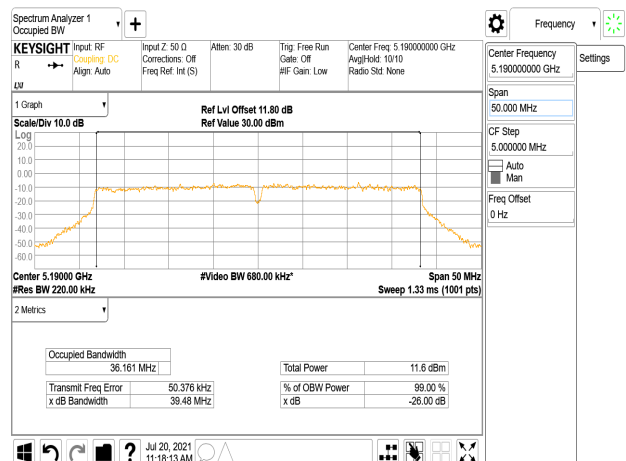 Spectrum Analyzer 1
Occupied BW
Frequency
KEYSIGHT
R
LXI
Input: RF
Coupling: DC
Align: Auto
Input Z: 50 Ω
Corrections: Off
Freq Ref: Int (S)
Atten: 30 dB
Trig: Free Run
Gate: Off
#IF Gain: Low
Center Freq: 5.190000000 GHz
Avg|Hold: 10/10
Radio Std: None
Center Frequency
5.190000000 GHz
Settings
Span
50.000 MHz
CF Step
5.000000 MHz
Auto
Man
Freq Offset
0 Hz
1 Graph
Scale/Div 10.0 dB
Ref Lvl Offset 11.80 dB
Ref Value 30.00 dBm
Log
20.0
10.0
0.00
-10.0
-20.0
-30.0
-40.0
-50.0
-60.0
Center 5.19000 GHz
#Video BW 680.00 kHz*
Span 50 MHz
#Res BW 220.00 kHz
Sweep 1.33 ms (1001 pts)
2 Metrics
Occupied Bandwidth
36.161 MHz
Total Power 11.6 dBm
Transmit Freq Error 50.376 kHz
% of OBW Power 99.00 %
x dB Bandwidth 39.48 MHz
x dB -26.00 dB
?
Jul 20, 2021
11:18:13 AM